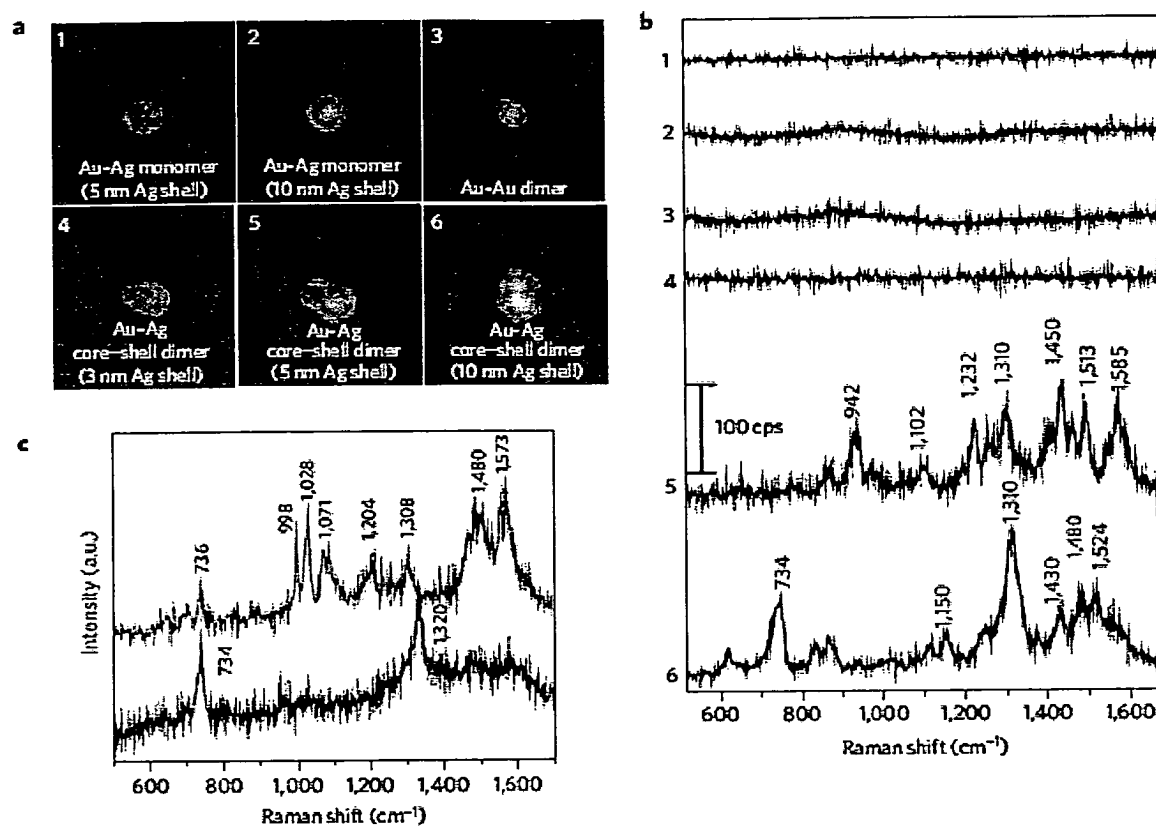 a
1
2
3
Au–Ag monomer
(5 nm Ag shell)
Au–Ag monomer
(10 nm Ag shell)
Au–Au dimer
4
5
6
Au–Ag
core–shell dimer
(3 nm Ag shell)
Au–Ag
core–shell dimer
(5 nm Ag shell)
Au–Ag
core–shell dimer
(10 nm Ag shell)
b
1
2
3
4
5
6
100 cps
942
1,102
1,232
1,310
1,450
1,513
1,585
734
1,150
1,310
1,430
1,480
1,524
600 800 1,000 1,200 1,400 1,600
Raman shift (cm⁻¹)
c
Intonsity (a.u.)
736
998
1,028
1,071
1,204
1,308
1,480
1,573
734
1,320
600 800 1,000 1,200 1,400 1,600
Raman shift (cm⁻¹)